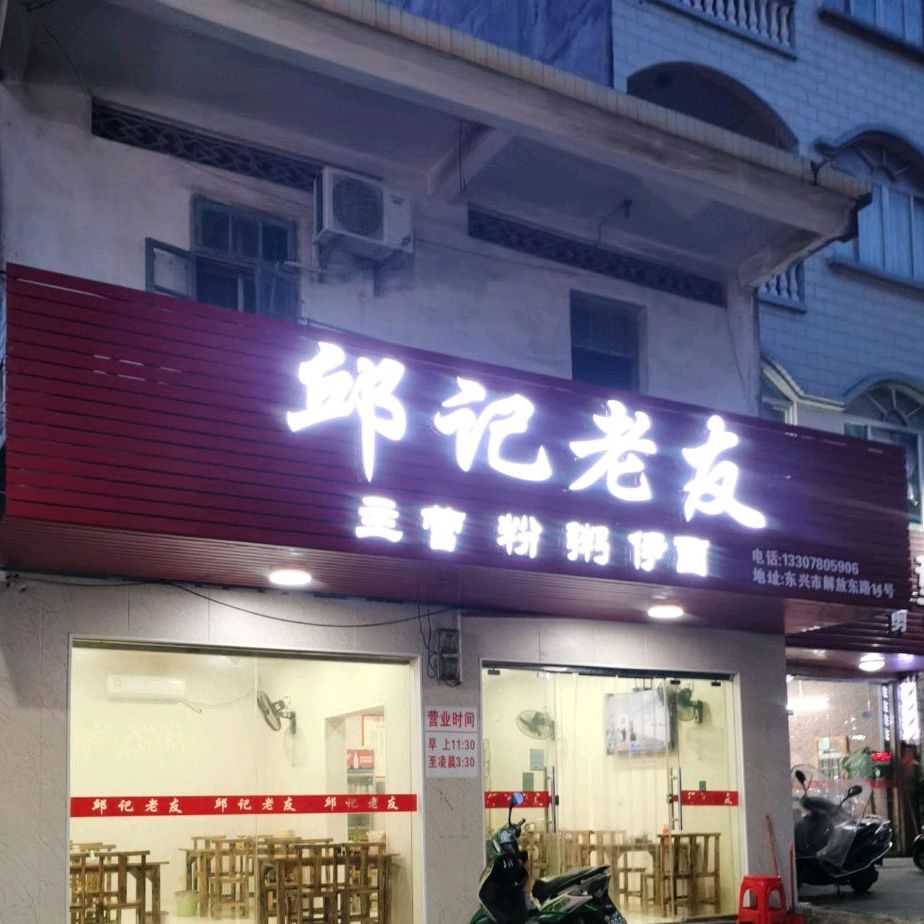 邱记老友
主营 粉 粥 伊面
电话:13307805906
地址:东兴市解放东路14号
营业时间
早 上11:30
至凌晨3:30
邱记老友 邱记老友 邱记老友